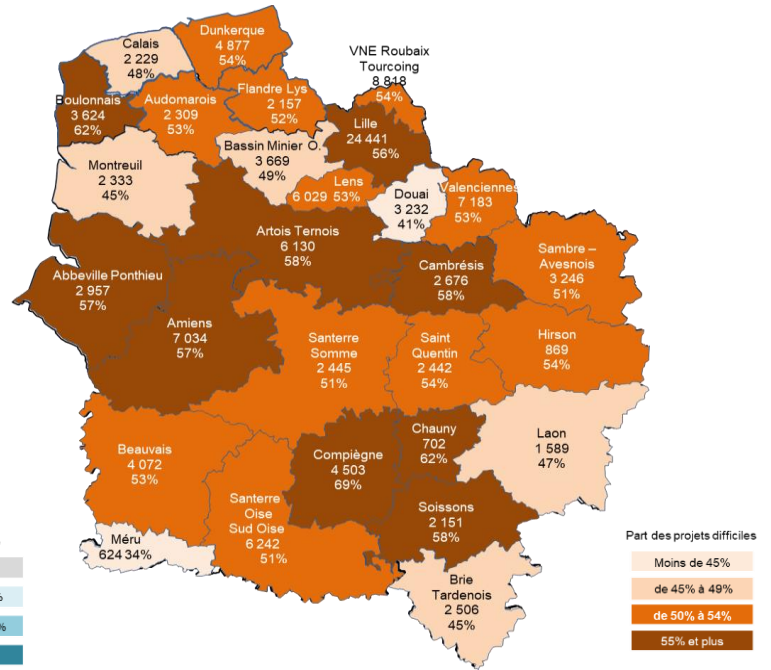 Dunkerque
4 877
54%
Calais
2 229
48%
VNE Roubaix
Tourcoing
8 818
54%
Boulonnais
3 624
62%
Audomarois
2 309
53%
Flandre Lys
2 157
52%
Lille
24 441
56%
Bassin Minier O.
3 669
49%
Montreuil
2 333
45%
Lens
6 029 53%
Douai
3 232
41%
Valenciennes
7 183
53%
Artois Ternois
6 130
58%
Cambrésis
2 676
58%
Sambre –
Avesnois
3 246
51%
Abbeville Ponthieu
2 957
57%
Amiens
7 034
57%
Santerre
Somme
2 445
51%
Saint
Quentin
2 442
54%
Hirson
869
54%
Beauvais
4 072
53%
Compiègne
4 503
69%
Chauny
702
62%
Laon
1 589
47%
Santerre
Oise
Sud Oise
6 242
51%
Soissons
2 151
58%
Méru
624 34%
Brie
Tardenois
2 506
45%
Part des projets difficiles
Moins de 45%
de 45% à 49%
de 50% à 54%
55% et plus
%
%